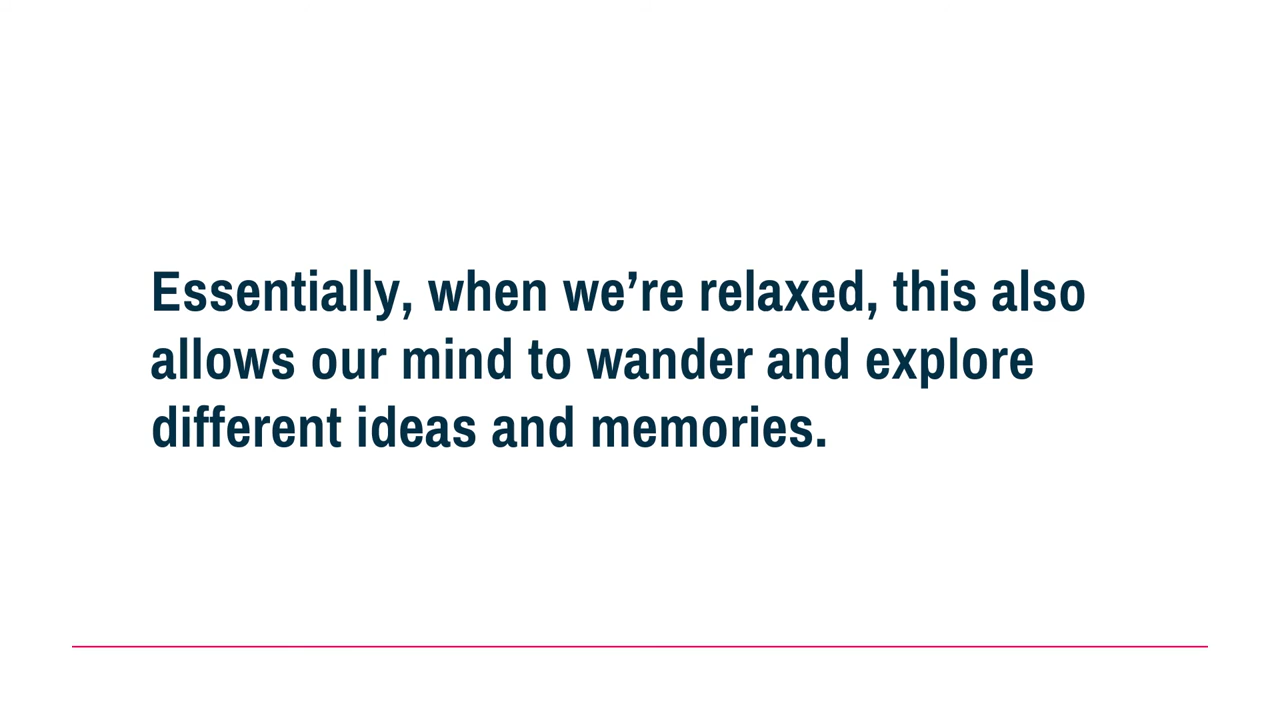 Essentially, when we’re relaxed, this also
allows our mind to wander and explore
different ideas and memories.